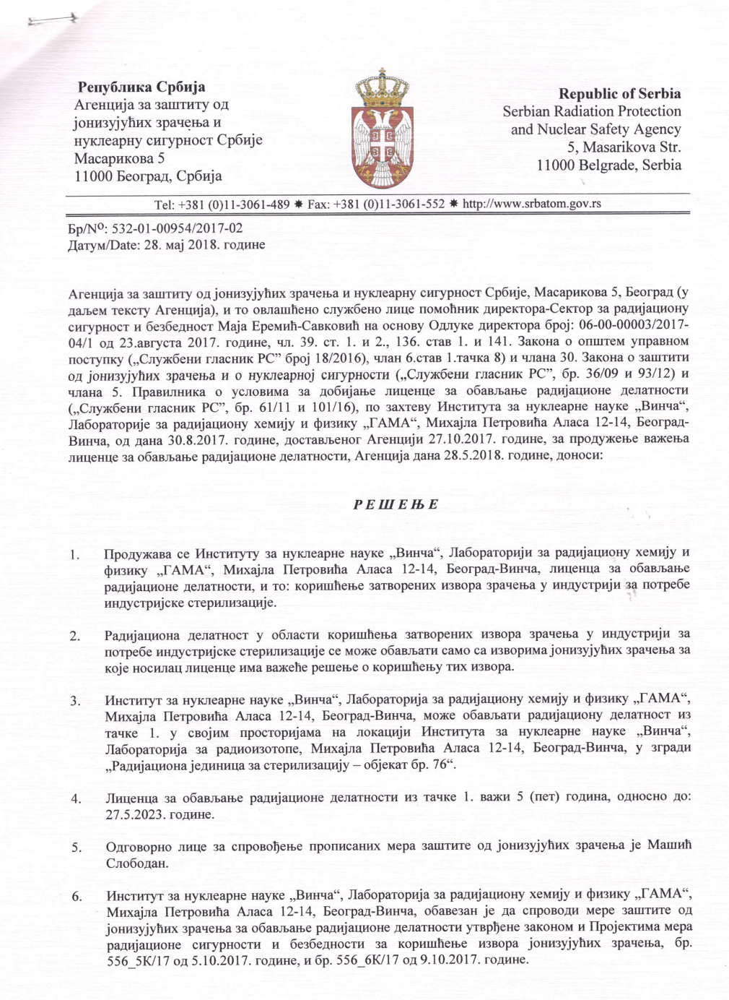 Република Србија
Агенција за заштиту од
јонизујућих зрачења и
нуклеарну сигурност Србије
Масарикова 5
11000 Београд, Србија
Republic of Serbia
Serbian Radiation Protection
and Nuclear Safety Agency
5, Masarikova Str.
11000 Belgrade, Serbia
Tel: +381 (0)11-3061-489 ✷ Fax: +381 (0)11-3061-552 ✷ http://www.srbatom.gov.rs
Бр/Nº: 532-01-00954/2017-02
Датум/Date: 28. мај 2018. године
Агенција за заштиту од јонизујућих зрачења и нуклеарну сигурност Србије, Масарикова 5, Београд (у
даљем тексту Агенција), и то овлашћено службено лице помоћник директора-Сектор за радијациону
сигурност и безбедност Маја Еремић-Савковић на основу Одлуке директора број: 06-00-00003/2017-
04/1 од 23.августа 2017. године, чл. 39. ст. 1. и 2., 136. став 1. и 141. Закона о општем управном
поступку („Службени гласник РС” број 18/2016), члан 6.став 1.тачка 8) и члана 30. Закона о заштити
од јонизујућих зрачења и о нуклеарној сигурности („Службени гласник РС”, бр. 36/09 и 93/12) и
члана 5. Правилника о условима за добијање лиценце за обављање радијационе делатности
(„Службени гласник РС”, бр. 61/11 и 101/16), по захтеву Института за нуклеарне науке „Винча“,
Лабораторије за радијациону хемију и физику „ГАМА“, Михајла Петровића Аласа 12-14, Београд-
Винча, од дана 30.8.2017. године, достављеног Агенцији 27.10.2017. године, за продужење важења
лиценце за обављање радијационе делатности, Агенција дана 28.5.2018. године, доноси:
Р Е Ш Е Њ Е
1. Продужава се Институту за нуклеарне науке „Винча“, Лабораторији за радијациону хемију и
физику „ГАМА“, Михајла Петровића Аласа 12-14, Београд-Винча, лиценца за обављање
радијационе делатности, и то: коришћење затворених извора зрачења у индустрији за потребе
индустријске стерилизације.
2. Радијациона делатност у области коришћења затворених извора зрачења у индустрији за
потребе индустријске стерилизације се може обављати само са изворима јонизујућих зрачења за
које носилац лиценце има важеће решење о коришћењу тих извора.
3. Институт за нуклеарне науке „Винча“, Лабораторија за радијациону хемију и физику „ГАМА“,
Михајла Петровића Аласа 12-14, Београд-Винча, може обављати радијациону делатност из
тачке 1. у својим просторијама на локацији Института за нуклеарне науке „Винча“,
Лабораторија за радиоизотопе, Михајла Петровића Аласа 12-14, Београд-Винча, у згради
„Радијациона јединица за стерилизацију – објекат бр. 76“.
4. Лиценца за обављање радијационе делатности из тачке 1. важи 5 (пет) година, односно до:
27.5.2023. године.
5. Одговорно лице за спровођење прописаних мера заштите од јонизујућих зрачења је Машић
Слободан.
6. Институт за нуклеарне науке „Винча“, Лабораторија за радијациону хемију и физику „ГАМА“,
Михајла Петровића Аласа 12-14, Београд-Винча, обавезан је да спроводи мере заштите од
јонизујућих зрачења за обављање радијационе делатности утврђене законом и Пројектима мера
радијационе сигурности и безбедности за коришћење извора јонизујућих зрачења, бр.
556_5К/17 од 5.10.2017. године, и бр. 556_6К/17 од 9.10.2017. године.